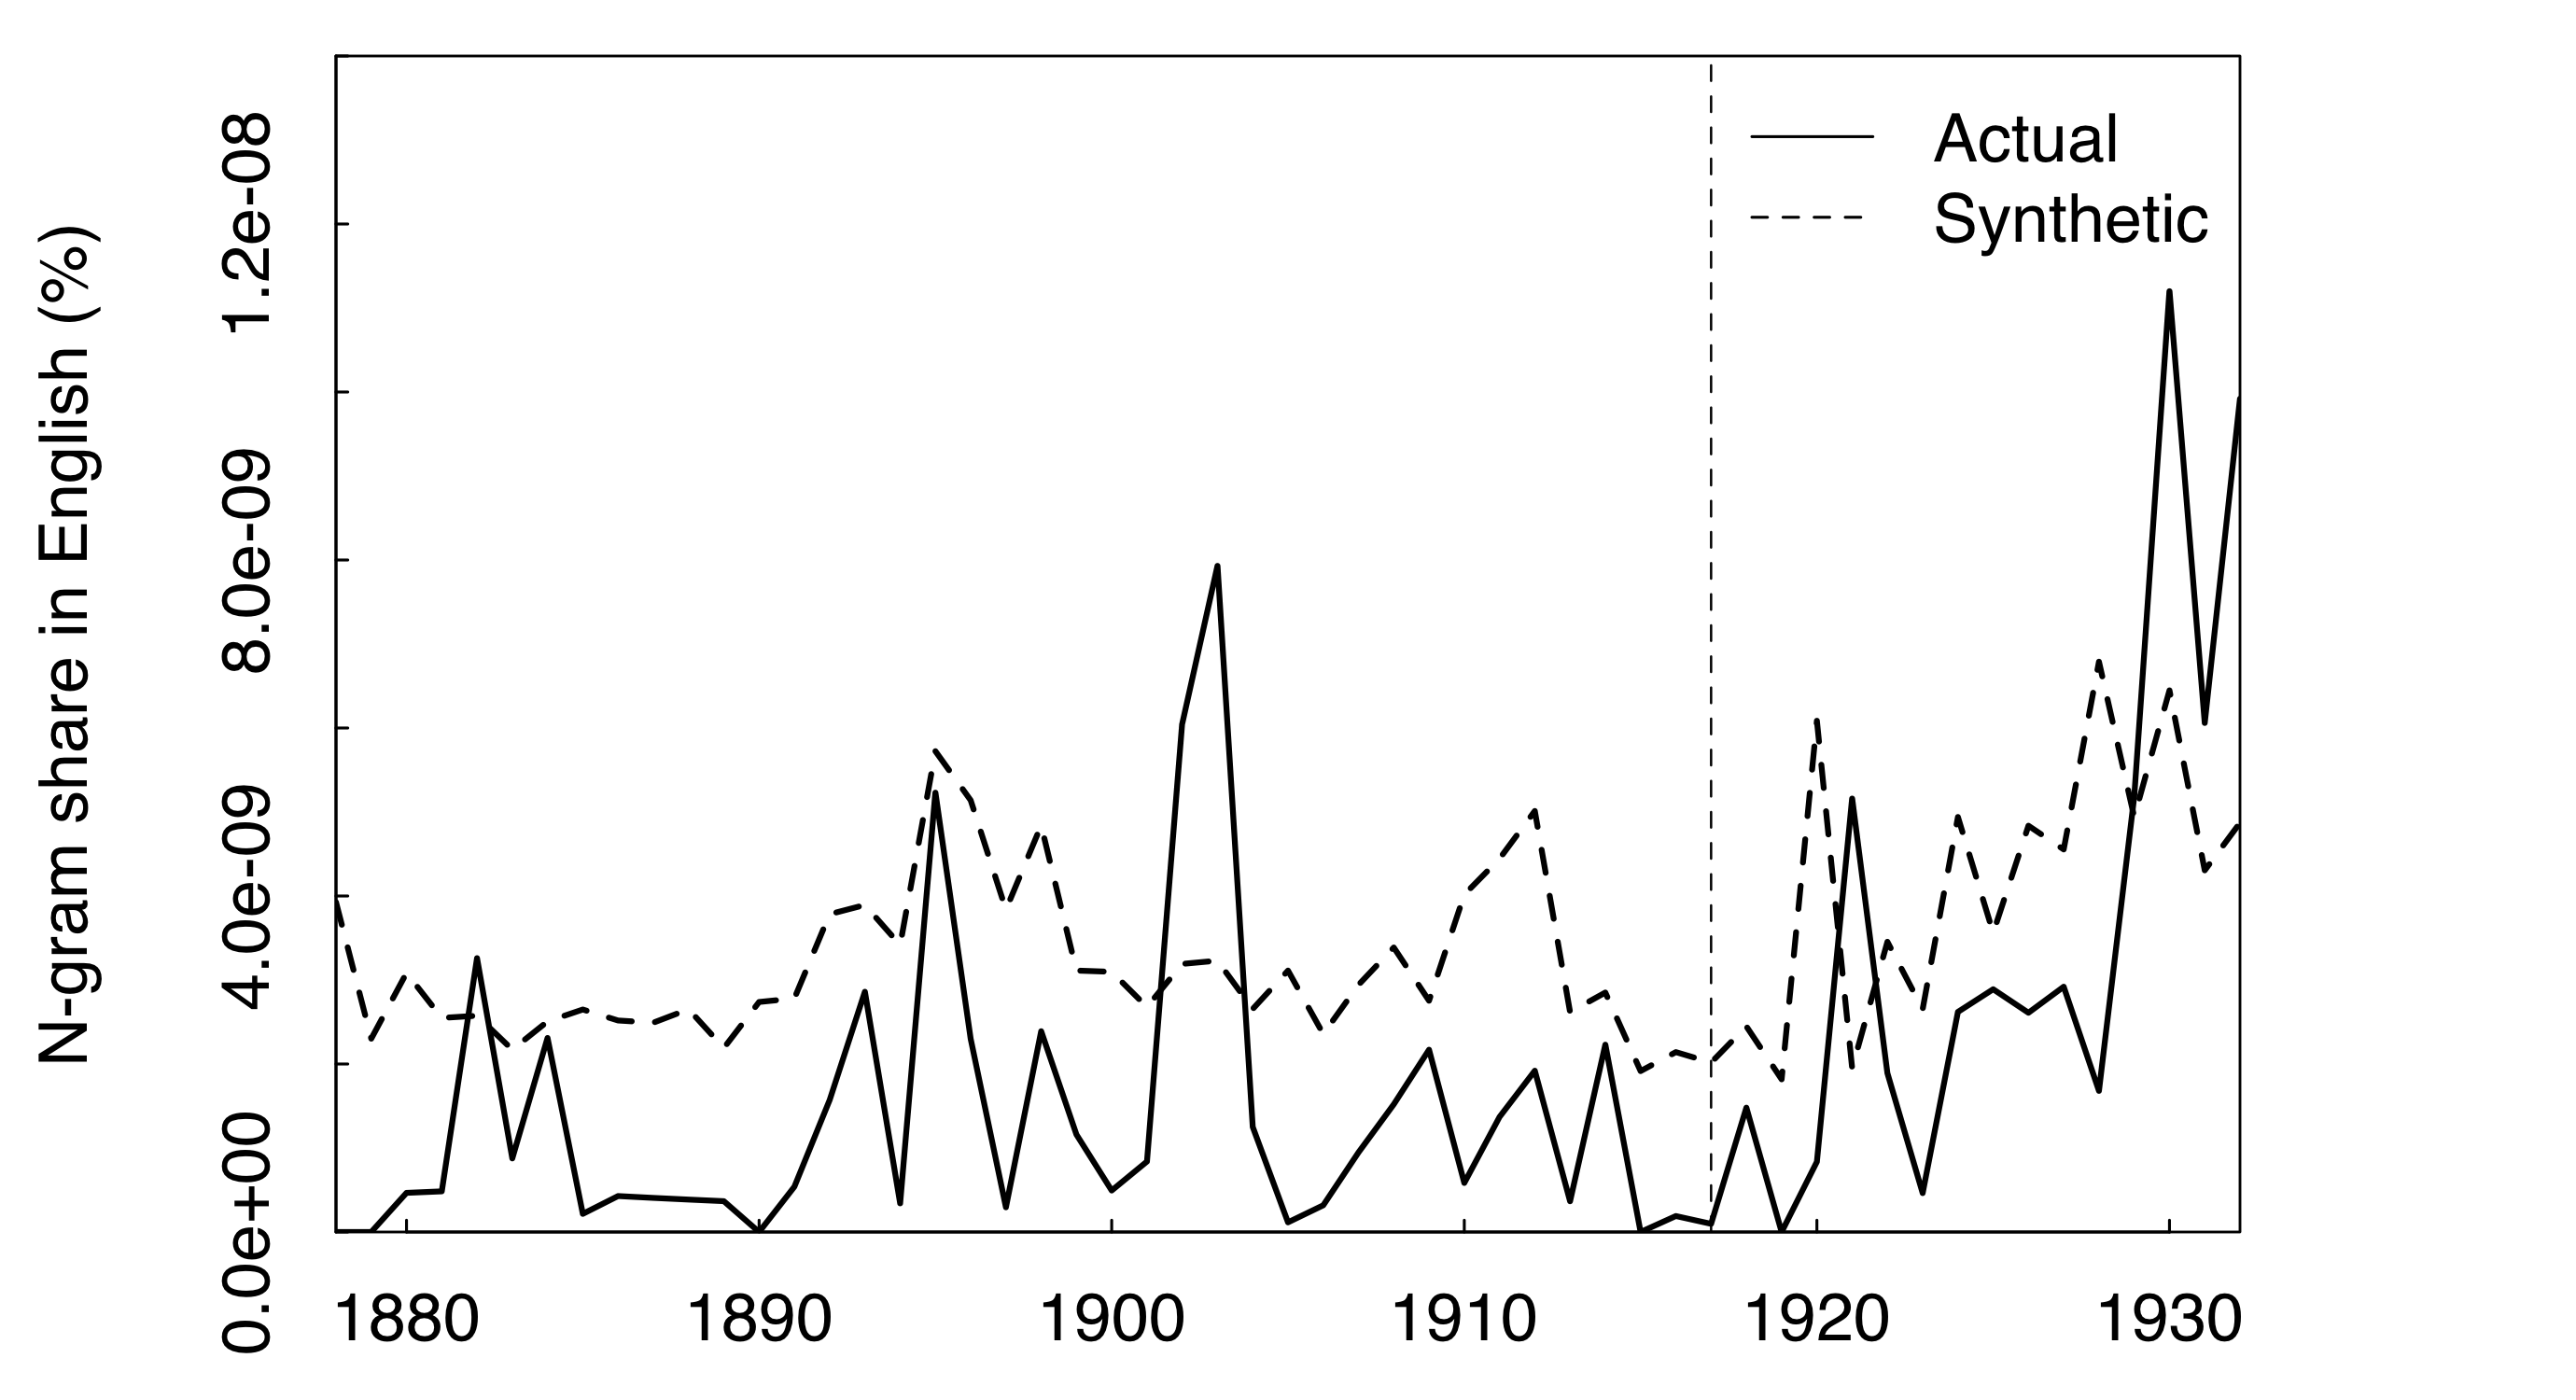 N-gram share in English (%)
1.2e-08
8.0e-09
4.0e-09
0.0e+00
Actual
Synthetic
1880 1890 1900 1910 1920 1930